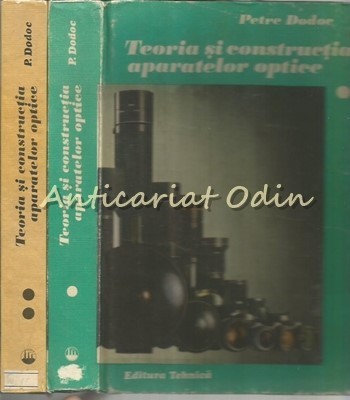 P. Dodoc
Teoria și construcția
aparatelor optice
P. Dodoc
Teoria și construcția
aparatelor optice
Petre Dodoc
Teoria și construcția
aparatelor optice
Anticariat Odin
Editura Tehnică